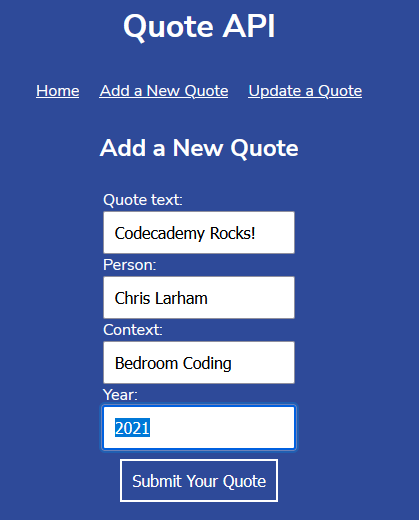 Quote API
Home Add a New Quote Update a Quote
Add a New Quote
Quote text:
Codecademy Rocks!
Person:
Chris Larham
Context:
Bedroom Coding
Year:
2021
Submit Your Quote